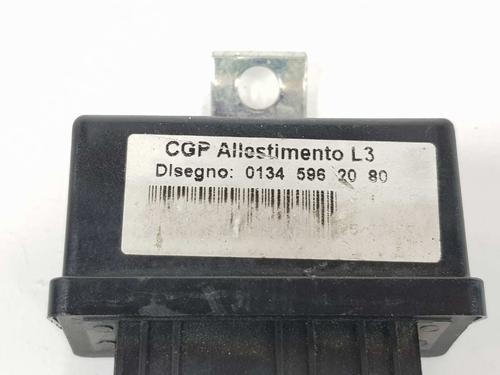 CGP Allestimento L3
Disegno: 0134 596 20 80